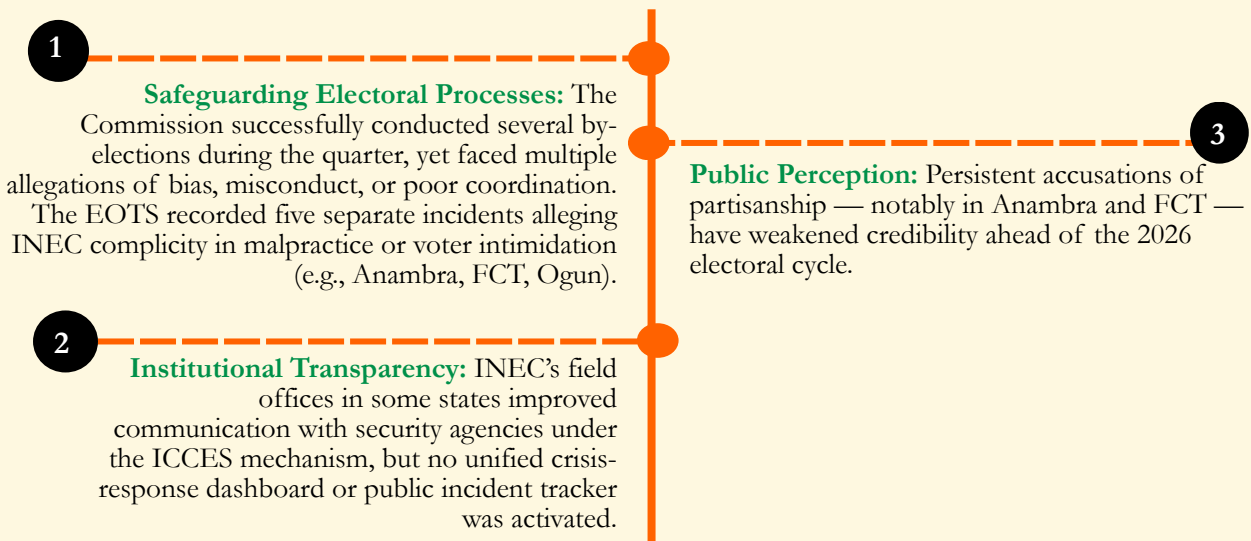 1
Safeguarding Electoral Processes: The
Commission successfully conducted several by-
elections during the quarter, yet faced multiple
allegations of bias, misconduct, or poor coordination.
The EOTS recorded five separate incidents alleging
INEC complicity in malpractice or voter intimidation
(e.g., Anambra, FCT, Ogun).
2
Institutional Transparency: INEC’s field
offices in some states improved
communication with security agencies under
the ICCES mechanism, but no unified crisis-
response dashboard or public incident tracker
was activated.
3
Public Perception: Persistent accusations of
partisanship — notably in Anambra and FCT —
have weakened credibility ahead of the 2026
electoral cycle.